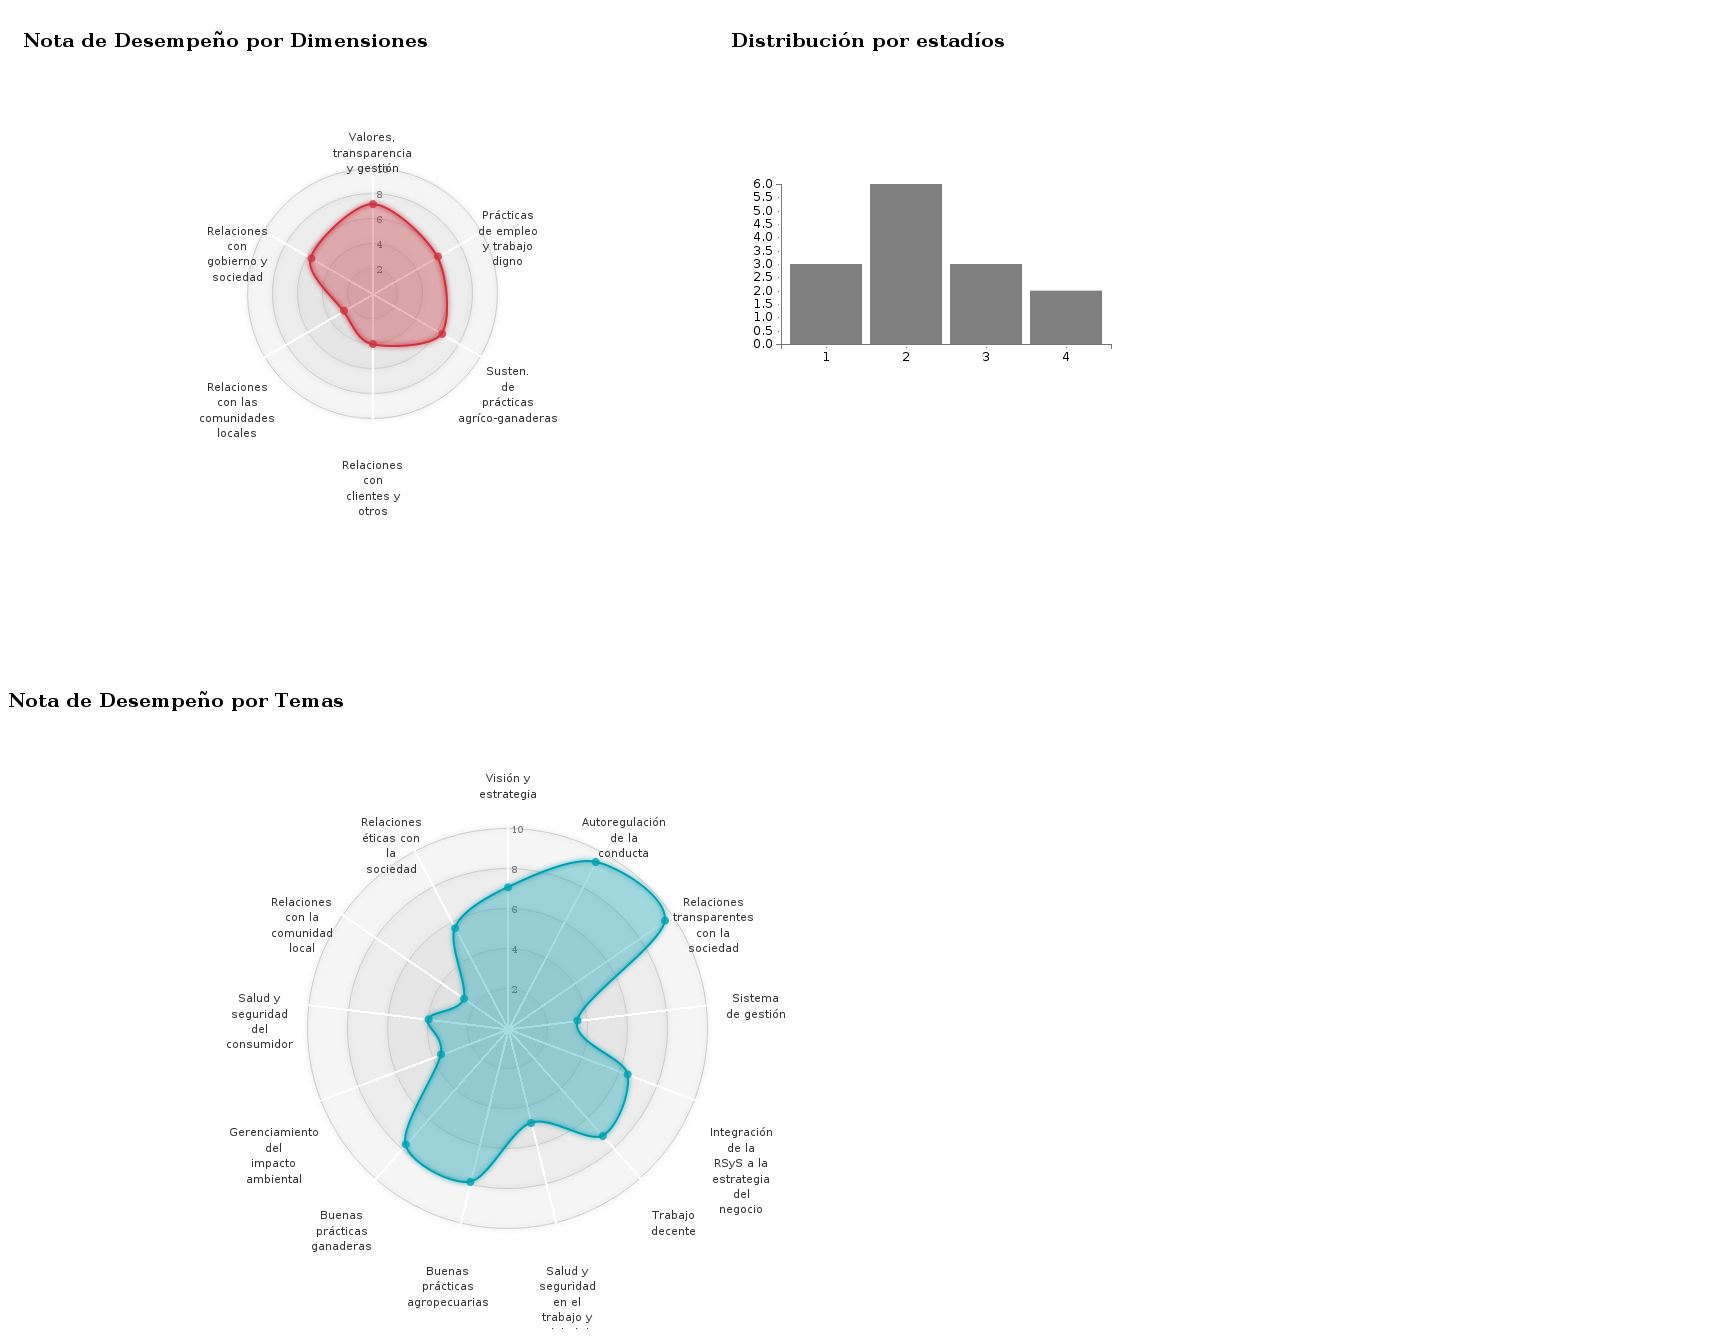 Nota de Desempeño por Dimensiones
Distribución por estadíos
Valores,
transparencia
y gestión
10
8
6
4
2
Prácticas
de empleo
y trabajo
digno
Susten.
de
prácticas
agríco-ganaderas
Relaciones
con
clientes y
otros
Relaciones
con las
comunidades
locales
Relaciones
con
gobierno y
sociedad
6.0
5.5
5.0
4.5
4.0
3.5
3.0
2.5
2.0
1.5
1.0
0.5
0.0
1 2 3 4
Nota de Desempeño por Temas
Visión y
estrategia
10
8
6
4
2
Autoregulación
de la
conducta
Relaciones
transparentes
con la
sociedad
Sistema
de gestión
Integración
de la
RSyS a la
estrategia
del
negocio
Trabajo
decente
Salud y
seguridad
en el
trabajo y
Buenas
prácticas
agropecuarias
Buenas
prácticas
ganaderas
Gerenciamiento
del
impacto
ambiental
Salud y
seguridad
del
consumidor
Relaciones
con la
comunidad
local
Relaciones
éticas con
la
sociedad